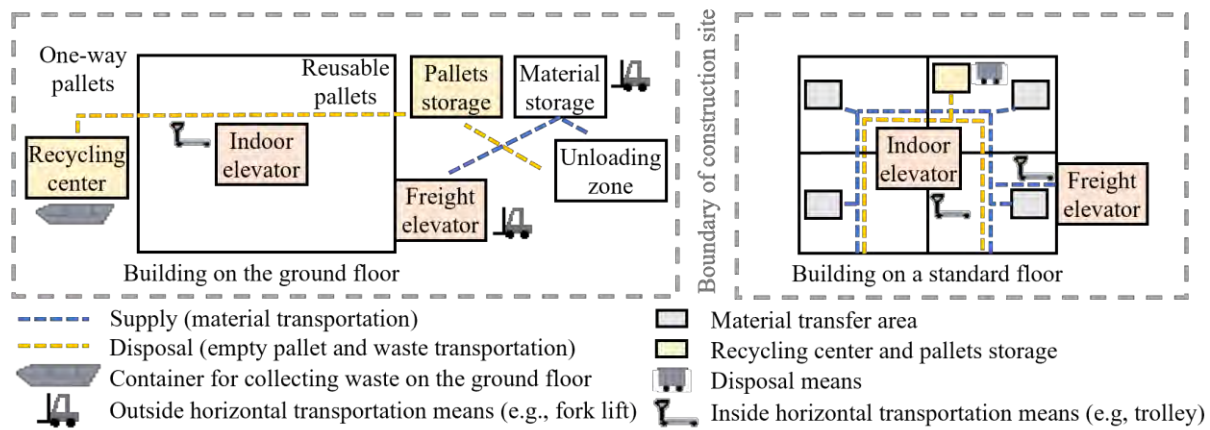 One-way
pallets
Reusable
pallets
Pallets
storage
Material
storage
Recycling
center
Indoor
elevator
Freight
elevator
Unloading
zone
Building on the ground floor
Boundary of construction site
Indoor
elevator
Freight
elevator
Building on a standard floor
Supply (material transportation)
Disposal (empty pallet and waste transportation)
Container for collecting waste on the ground floor
Outside horizontal transportation means (e.g., fork lift)
Material transfer area
Recycling center and pallets storage
Disposal means
Inside horizontal transportation means (e.g, trolley)